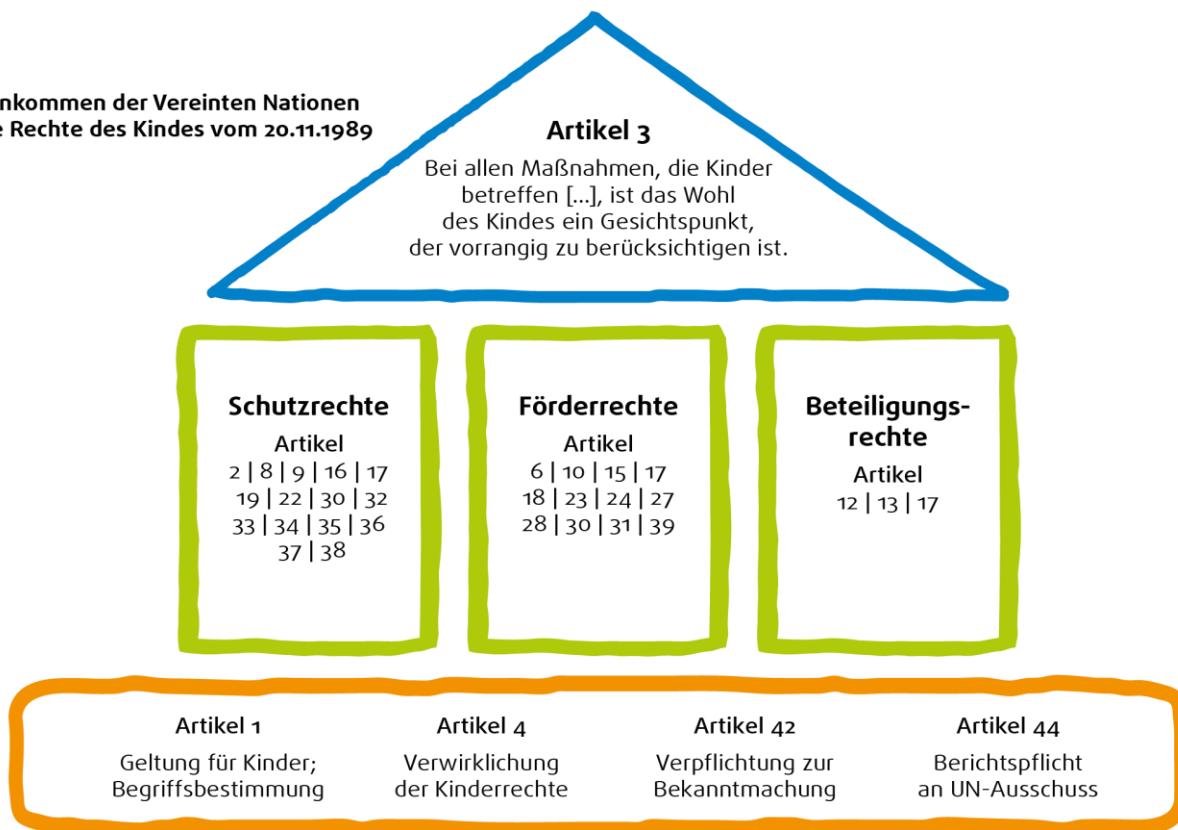 nkommen der Vereinten Nationen
e Rechte des Kindes vom 20.11.1989
Artikel 3
Bei allen Maßnahmen, die Kinder
betreffen [...], ist das Wohl
des Kindes ein Gesichtspunkt,
der vorrangig zu berücksichtigen ist.
Schutzrechte
Artikel
2 | 8 | 9 | 16 | 17
19 | 22 | 30 | 32
33 | 34 | 35 | 36
37 | 38
Förderrechte
Artikel
6 | 10 | 15 | 17
18 | 23 | 24 | 27
28 | 30 | 31 | 39
Beteiligungs-
rechte
Artikel
12 | 13 | 17
Artikel 1
Geltung für Kinder;
Begriffsbestimmung
Artikel 4
Verwirklichung
der Kinderrechte
Artikel 42
Verpflichtung zur
Bekanntmachung
Artikel 44
Berichtspflicht
an UN-Ausschuss